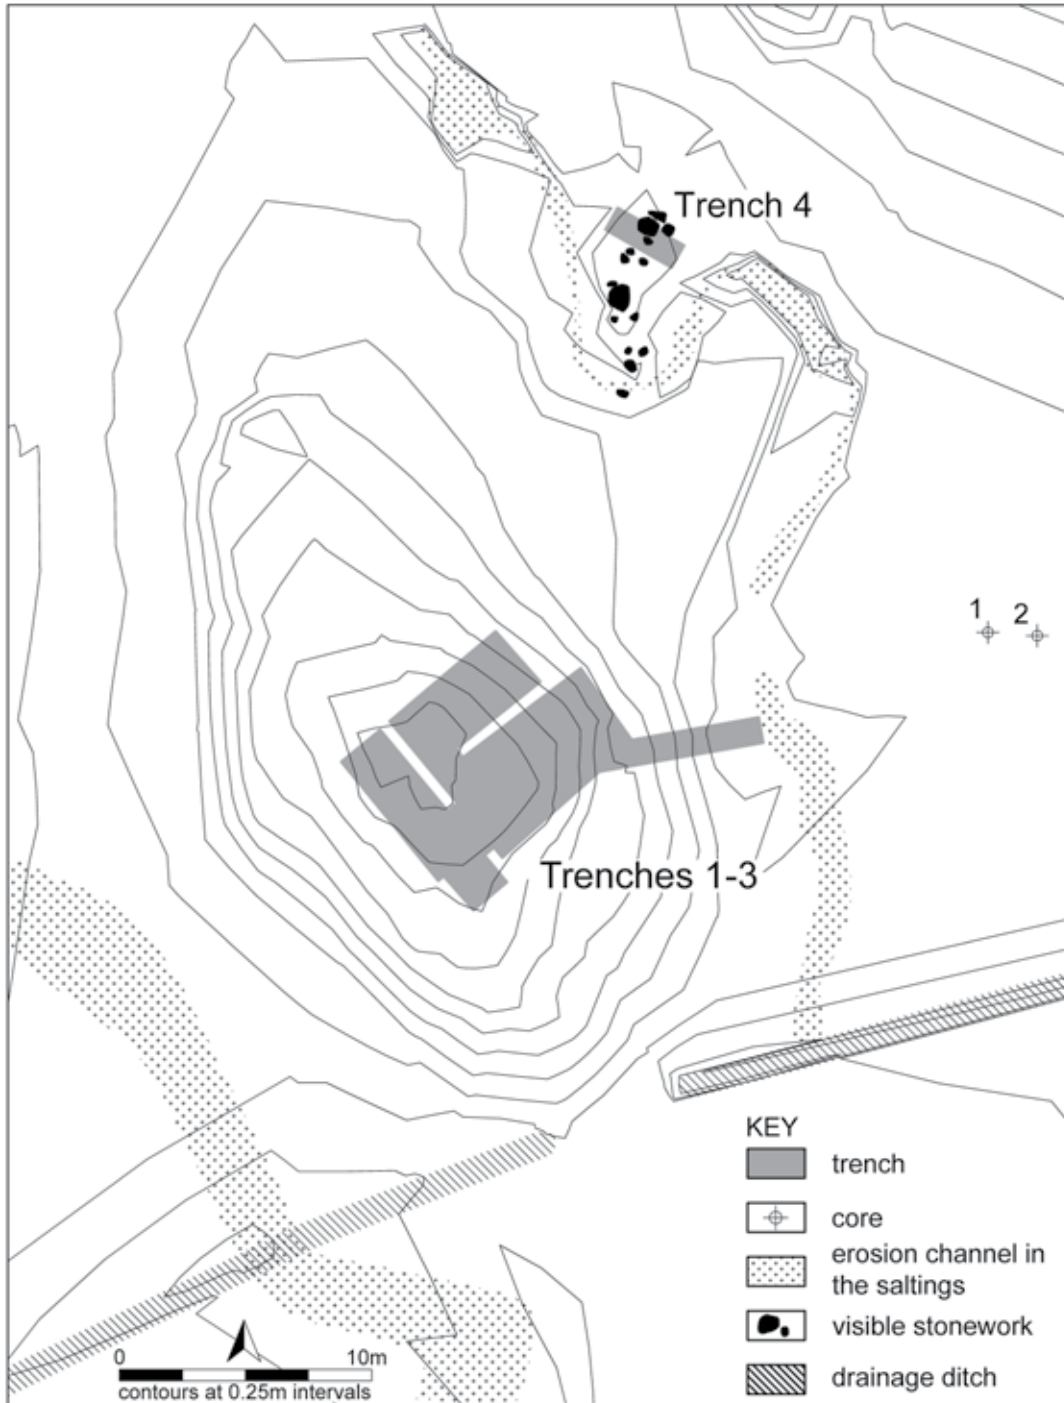 Trench 4
1
2
Trenches 1-3
KEY
trench
core
erosion channel in
the saltings
visible stonework
drainage ditch
0 10m
contours at 0.25m intervals